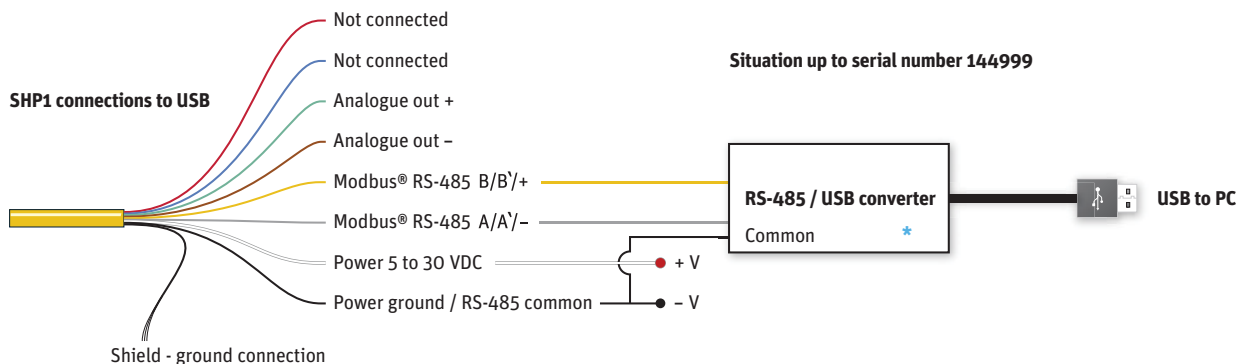 Not connected
Situation up to serial number 144999
Not connected
SHP1 connections to USB
Analogue out +
Analogue out –
Modbus® RS-485 B/B‵/+
RS-485 / USB converter
USB to PC
Modbus® RS-485 A/A‵/–
Common *
Power 5 to 30 VDC
+ V
Power ground / RS-485 common
– V
Shield - ground connection